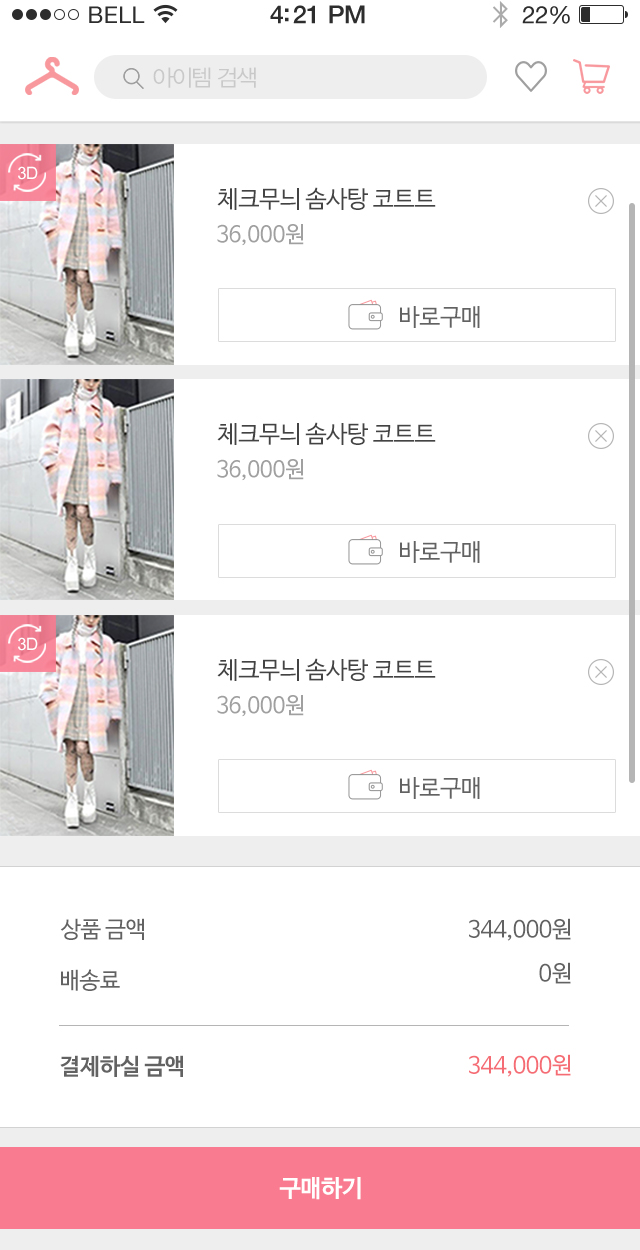 BELL
4:21 PM
22%
아이템 검색
3D
체크무늬 솜사탕 코트트
36,000원
바로구매
체크무늬 솜사탕 코트트
36,000원
바로구매
3D
체크무늬 솜사탕 코트트
36,000원
바로구매
상품 금액 344,000원
배송료 0원
결제하실 금액 344,000원
구매하기